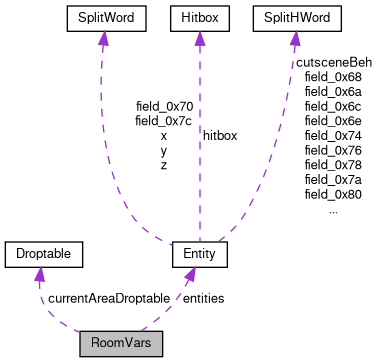 SplitWord
Hitbox
SplitHWord
cutsceneBeh
field_0x68
field_0x6a
field_0x6c
field_0x6e
field_0x74
field_0x76
field_0x78
field_0x7a
field_0x80
...
field_0x70
field_0x7c
x
y
z
hitbox
Droptable
Entity
currentAreaDroptable
entities
RoomVars